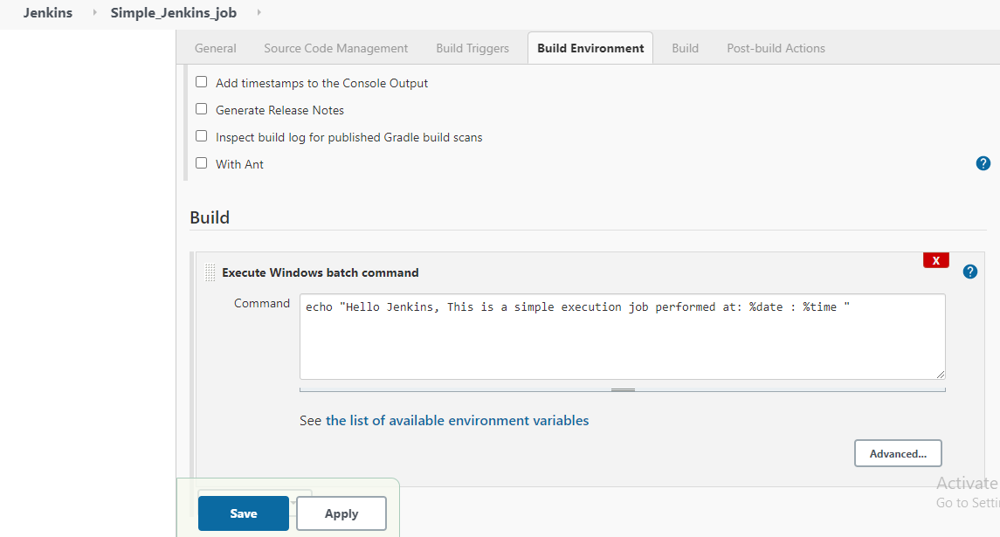 Jenkins Simple_Jenkins_job
General Source Code Management Build Triggers Build Environment Build Post-build Actions
Add timestamps to the Console Output
Generate Release Notes
Inspect build log for published Gradle build scans
With Ant
?
Build
X
Execute Windows batch command
?
Command
echo "Hello Jenkins, This is a simple execution job performed at: %date : %time "
See the list of available environment variables
Advanced...
Activate
Go to Setti
Save Apply